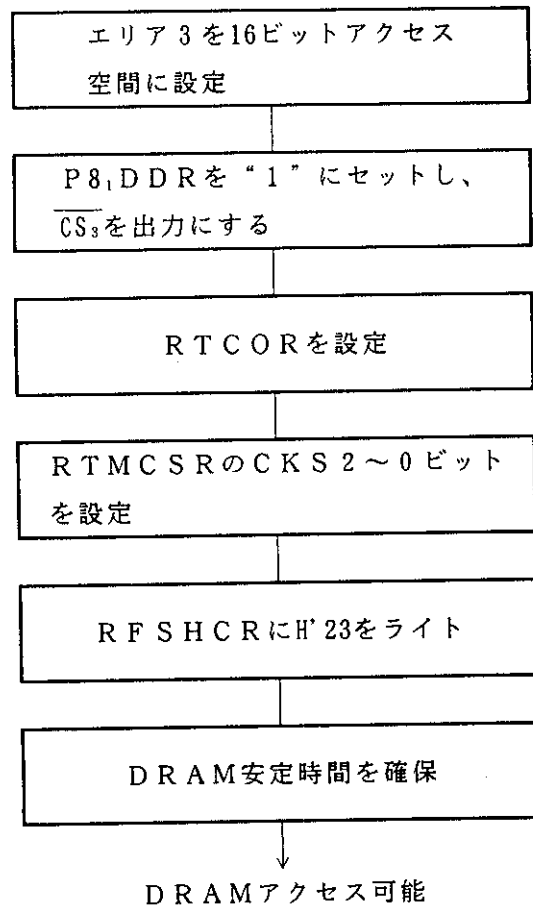 エリア3を16ビットアクセス
空間に設定
P8₁DDRを“1”にセットし、
C̅S̅₃を出力にする
RTCORを設定
RTMCSRのCKS2～0ビット
を設定
RFSHCRにH'23をライト
DRAM安定時間を確保
DRAMアクセス可能